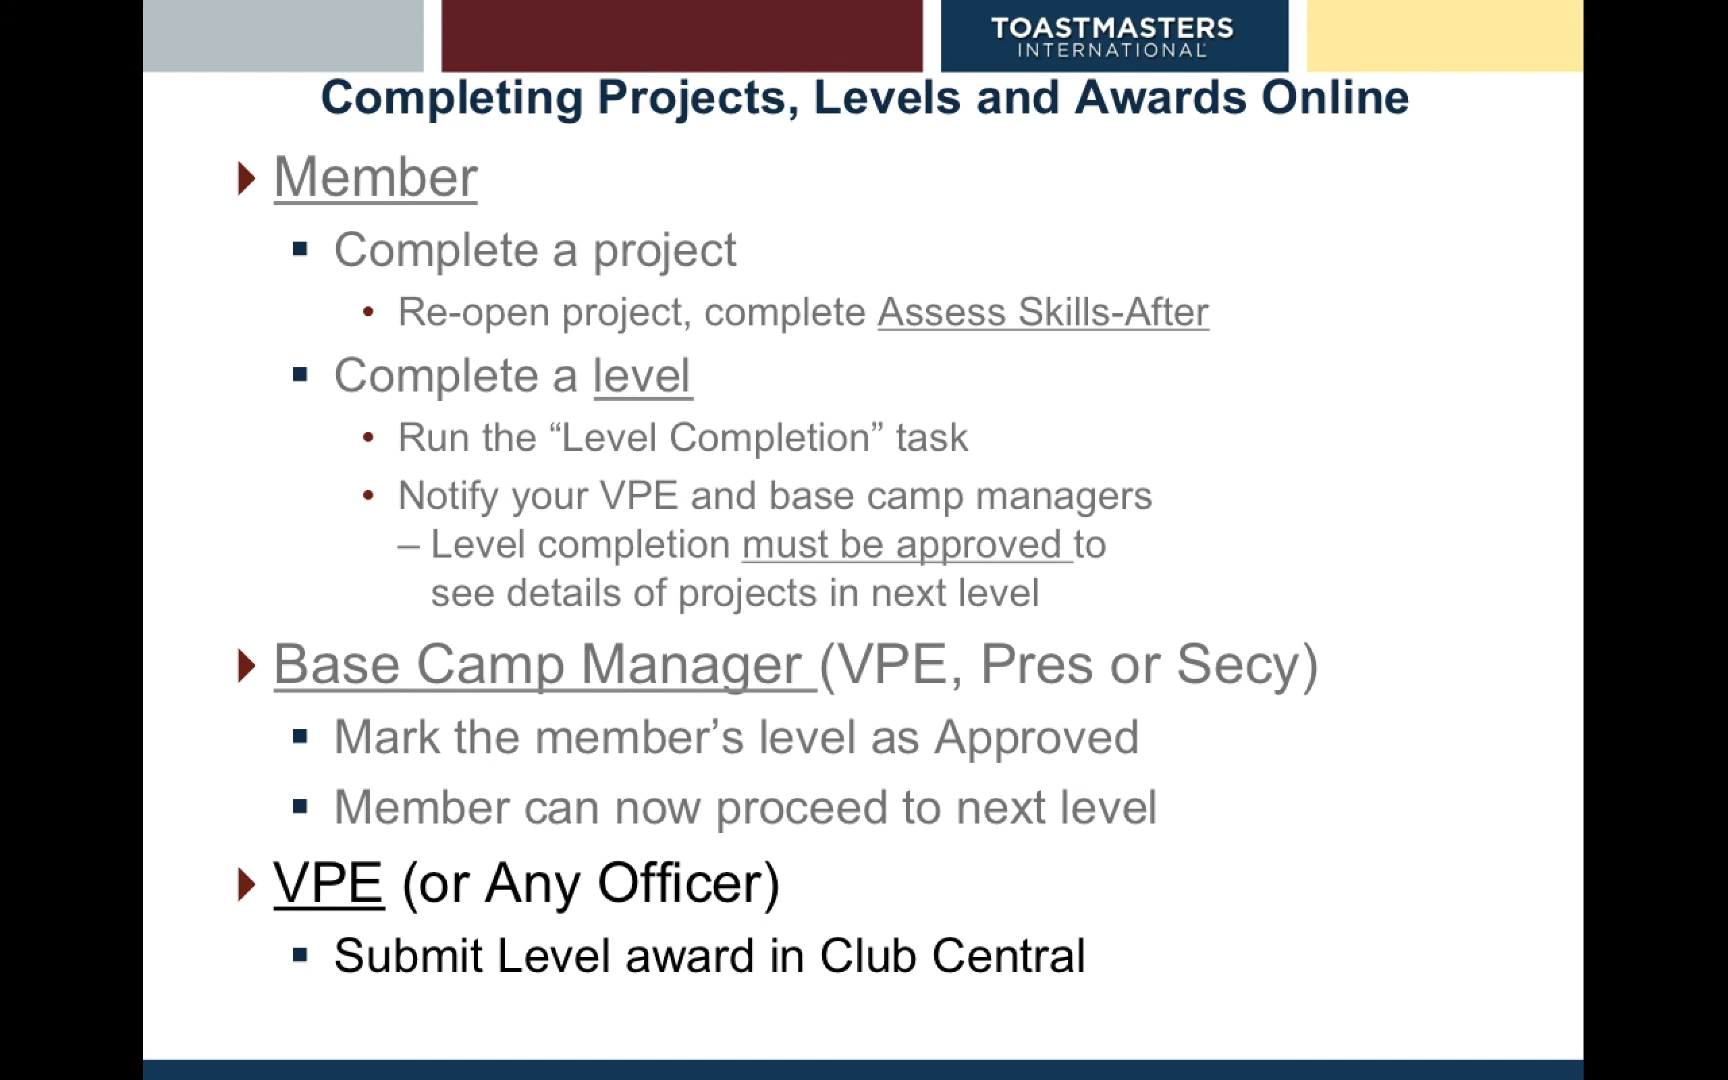 TOASTMASTERS
INTERNATIONAL
Completing Projects, Levels and Awards Online
Member
Complete a project
Re-open project, complete Assess Skills-After
Complete a level
Run the “Level Completion” task
Notify your VPE and base camp managers
– Level completion must be approved to
see details of projects in next level
Base Camp Manager (VPE, Pres or Secy)
Mark the member’s level as Approved
Member can now proceed to next level
VPE (or Any Officer)
Submit Level award in Club Central